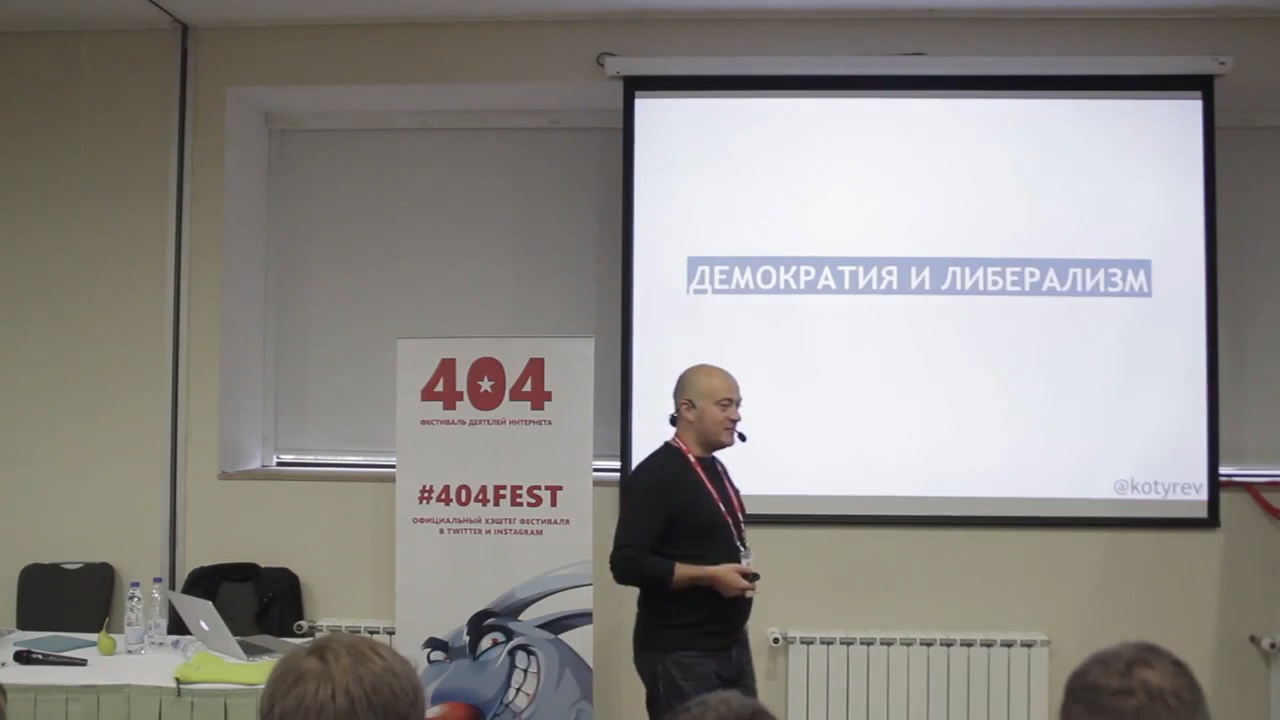 ДЕМОКРАТИЯ И ЛИБЕРАЛИЗМ
@kotyrev
404
ФЕСТИВАЛЬ ДЕЯТЕЛЕЙ ИНТЕРНЕТА
#404FEST
ОФИЦИАЛЬНЫЙ ХЭШТЕГ ФЕСТИВАЛЯ
В TWITTER И INSTAGRAM